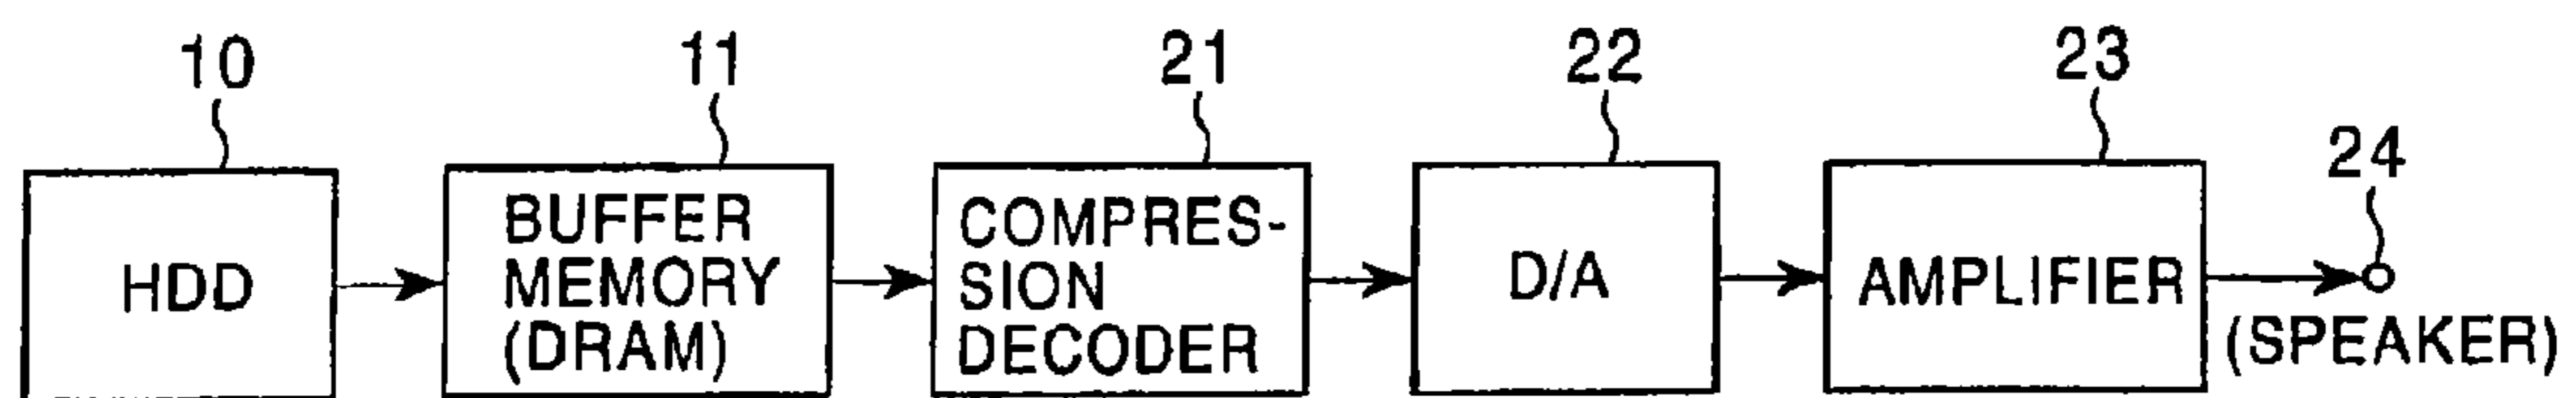 10
11
21
22
23
24
HDD
BUFFER
MEMORY
(DRAM)
COMPRES-
SION
DECODER
D/A
AMPLIFIER
(SPEAKER)